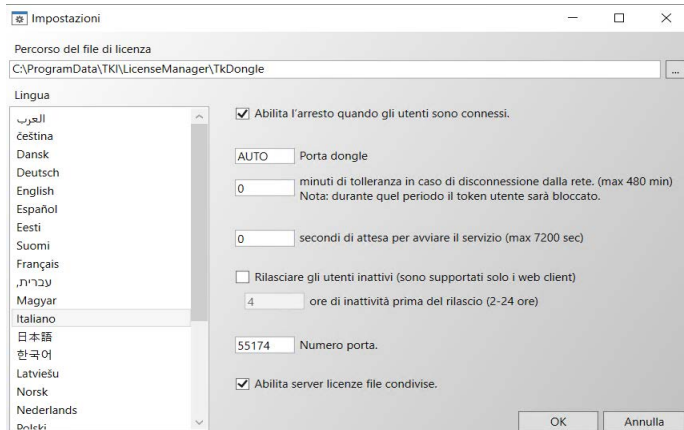 Impostazioni
Percorso del file di licenza
C:\ProgramData\TKI\LicenseManager\TkDongle
...
Lingua
العرب
čeština
Dansk
Deutsch
English
Español
Eesti
Suomi
Français
עברית,
Magyar
Italiano
日本語
한국어
Latviešu
Norsk
Nederlands
Polski
Abilita l'arresto quando gli utenti sono connessi.
AUTO Porta dongle
0 minuti di tolleranza in caso di disconnessione dalla rete. (max 480 min)
Nota: durante quel periodo il token utente sarà bloccato.
0 secondi di attesa per avviare il servizio (max 7200 sec)
Rilasciare gli utenti inattivi (sono supportati solo i web client)
4 ore di inattività prima del rilascio (2-24 ore)
55174 Numero porta.
Abilita server licenze file condivise.
OK Annulla